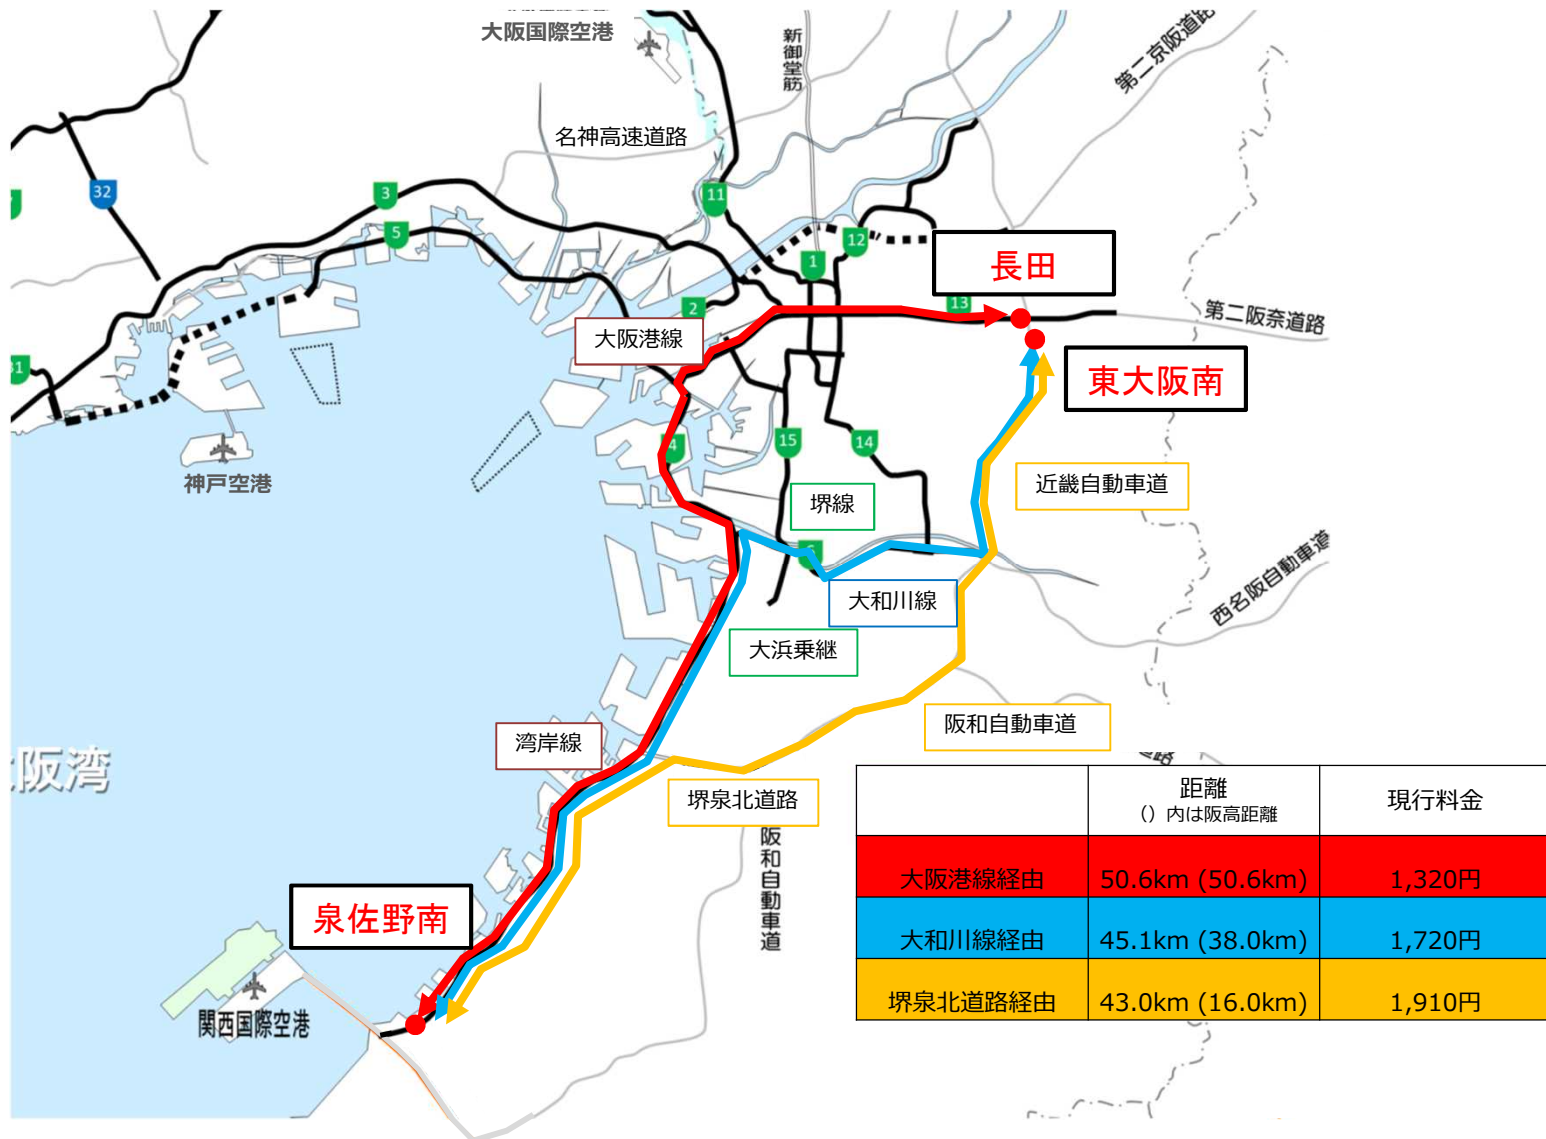 大阪国際空港
新御堂筋
第二京阪道路
名神高速道路
32
3
11
5
12
1
長田
13
2
第二阪奈道路
大阪港線
31
東大阪南
4
15
14
神戸空港
近畿自動車道
堺線
6
西名阪自動車道
大和川線
大浜乗継
阪和自動車道
湾岸線
阪湾
堺泉北道路
距離
()内は阪高距離
現行料金
阪和自動車道
大阪港線経由 50.6km (50.6km) 1,320円
泉佐野南
大和川線経由 45.1km (38.0km) 1,720円
堺泉北道路経由 43.0km (16.0km) 1,910円
関西国際空港